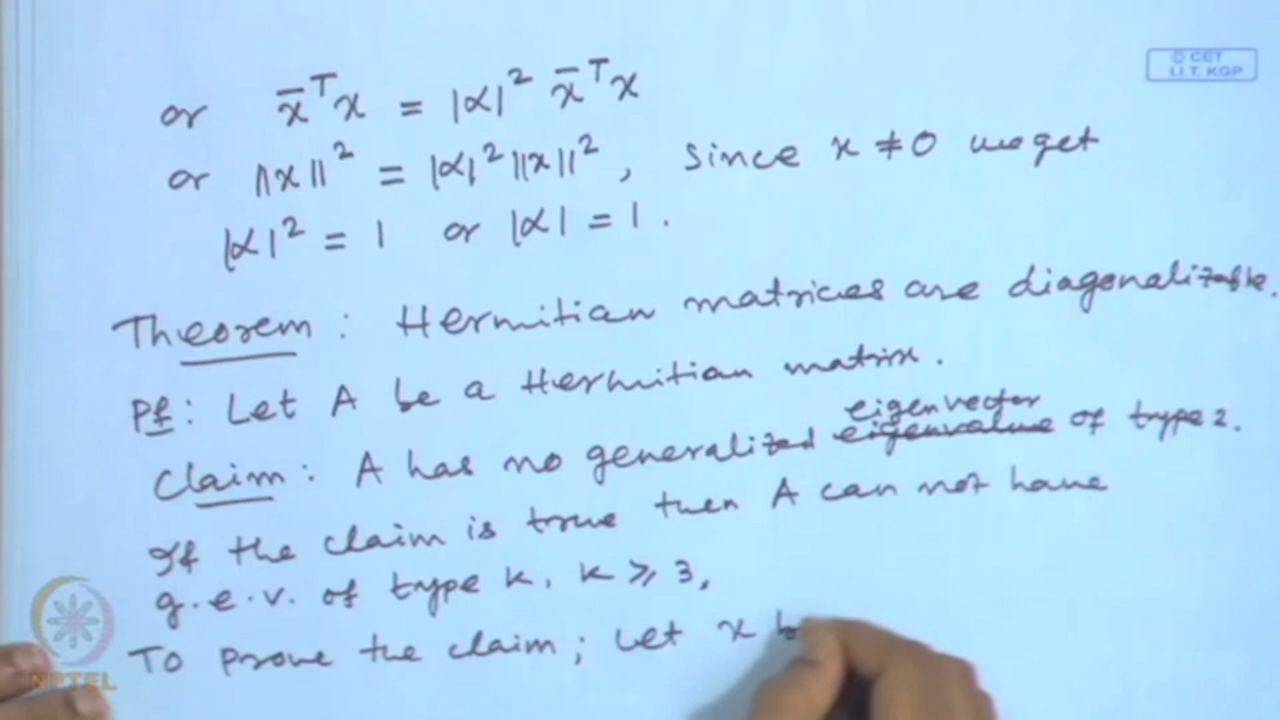 © CET
I.I.T. KGP
or x̄ᵀx = |α|² x̄ᵀx
or ||x||² = |α|² ||x||², since x ≠ 0 we get
|α|² = 1 or |α| = 1.
Theorem: Hermitian matrices are diagonalizable.
Pf: Let A be a Hermitian matrix.
eigenvector
Claim: A has no generalized eigenvalue of type 2.
If the claim is true then A can not have
g.e.v. of type k, k ≥ 3,
To prove the claim; let x b
NPTEL